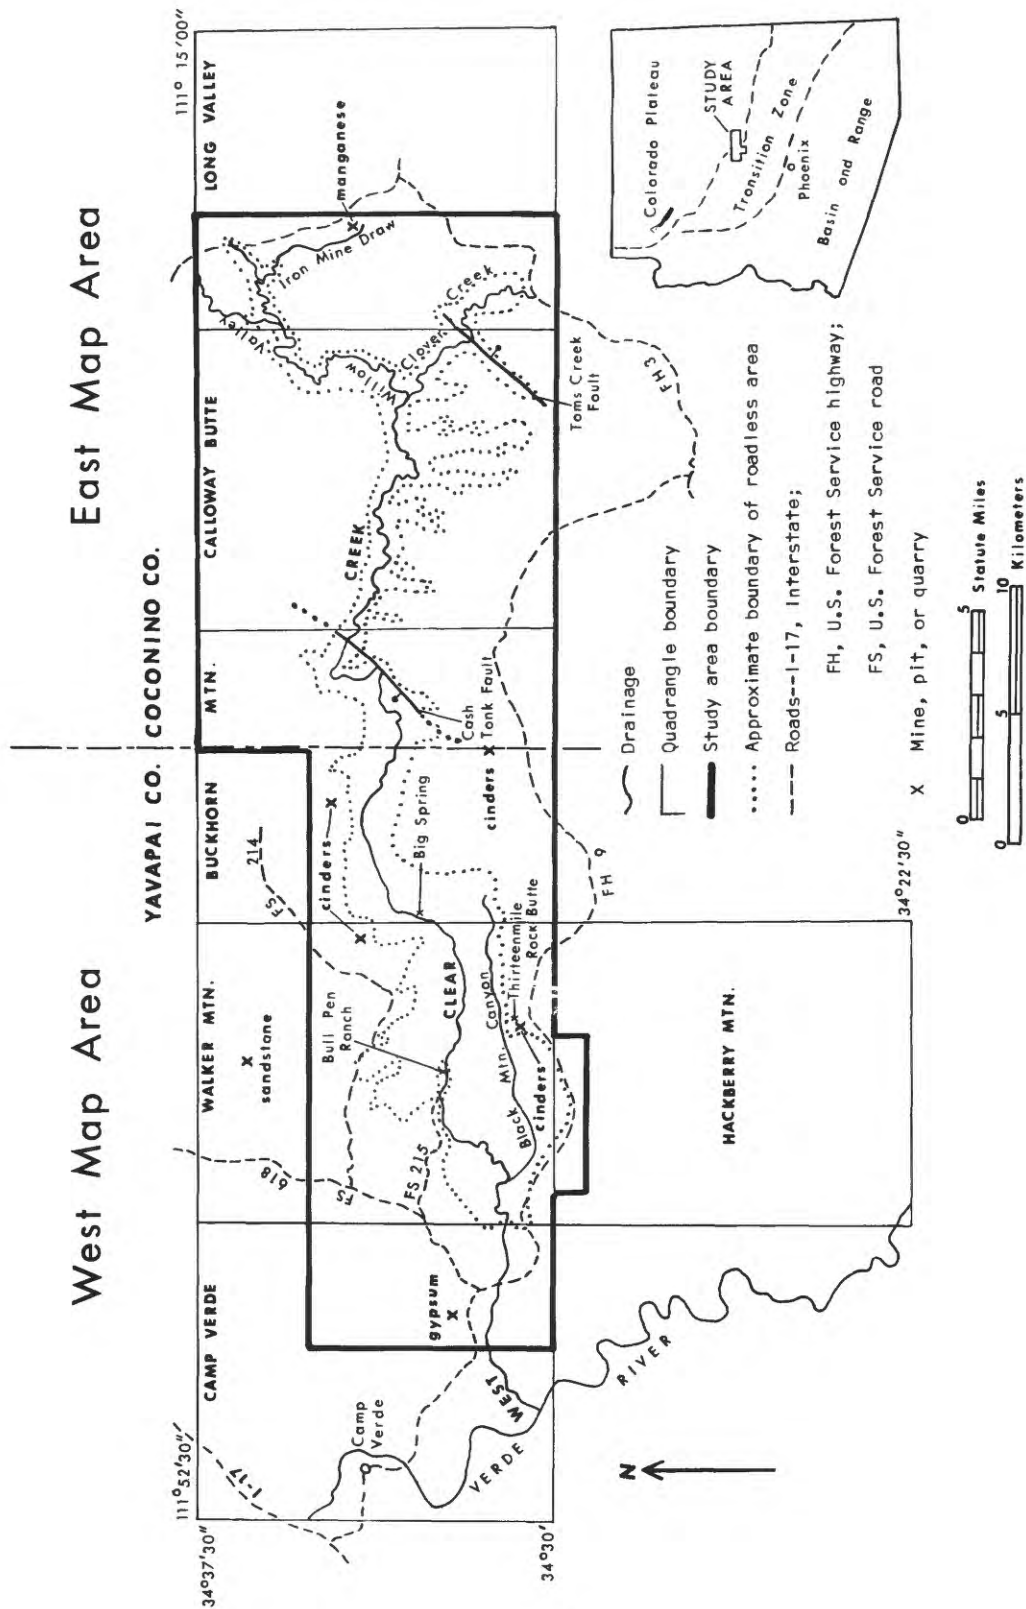 West Map Area
East Map Area
YAVAPAI CO.
COCONINO CO.
111°52'30"
111° 15'00"
34°37'30"
CAMP VERDE
WALKER MTN.
BUCKHORN
MTN.
CALLOWAY BUTTE
LONG VALLEY
I-17
618
FS
x
sandstone
FS
214
cinders
x
x
Bull Pen
Ranch
Valley
Iron Mine Draw
manganese
x
Camp
Verde
gypsum
x
FS 215
CLEAR
Big Spring
x
CREEK
Willow
Clover
Creek
Cash
Tank Fault
cinders x
Toms Creek
Fault
WEST
Black
Mtn.
Canyon
cinders
x
Thirteenmile
Rock Butte
x
34°30'
VERDE
RIVER
FH 9
FH 3
HACKBERRY MTN.
34°22'30"
N
Drainage
Quadrangle boundary
Study area boundary
Approximate boundary of roadless area
Roads--I-17, Interstate;
FH, U.S. Forest Service highway;
FS, U.S. Forest Service road
X Mine, pit, or quarry
0 5
Statute Miles
0 5 10
Kilometers
Colorado Plateau
STUDY
AREA
Transition Zone
Phoenix
Basin and Range